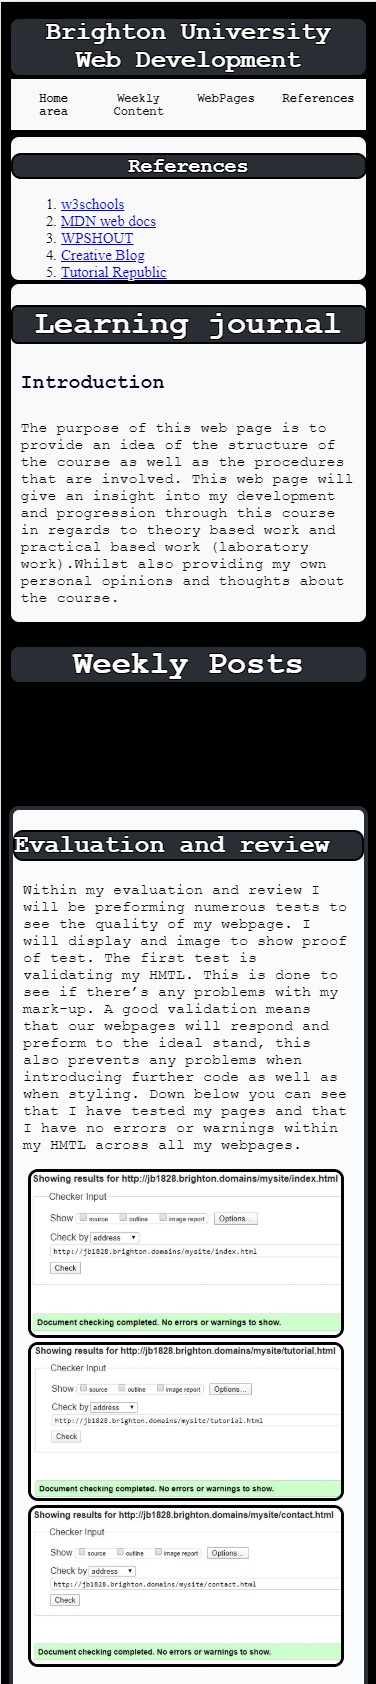 Brighton University
Web Development
Home area
Weekly Content
WebPages
References
References
1. w3schools
2. MDN web docs
3. WPSHOUT
4. Creative Blog
5. Tutorial Republic
Learning journal
Introduction
The purpose of this web page is to
provide an idea of the structure of
the course as well as the procedures
that are involved. This web page will
give an insight into my development
and progression through this course
in regards to theory based work and
practical based work (laboratory
work).Whilst also providing my own
personal opinions and thoughts about
the course.
Weekly Posts
Evaluation and review
Within my evaluation and review I
will be preforming numerous tests to
see the quality of my webpage. I
will display and image to show proof
of test. The first test is
validating my HMTL. This is done to
see if there’s any problems with my
mark-up. A good validation means
that our webpages will respond and
preform to the ideal stand, this
also prevents any problems when
introducing further code as well as
when styling. Down below you can see
that I have tested my pages and that
I have no errors or warnings within
my HMTL across all my webpages.
Showing results for http://jb1828.brighton.domains/mysite/index.html
Checker Input
Show source outline image report Options...
Check by address
http://jb1828.brighton.domains/mysite/index.html
Check
Document checking completed. No errors or warnings to show.
Showing results for http://jb1828.brighton.domains/mysite/tutorial.html
Checker Input
Show source outline image report Options...
Check by address
http://jb1828.brighton.domains/mysite/tutorial.html
Check
Document checking completed. No errors or warnings to show.
Showing results for http://jb1828.brighton.domains/mysite/contact.html
Checker Input
Show source outline image report Options...
Check by address
http://jb1828.brighton.domains/mysite/contact.html
Check
Document checking completed. No errors or warnings to show.